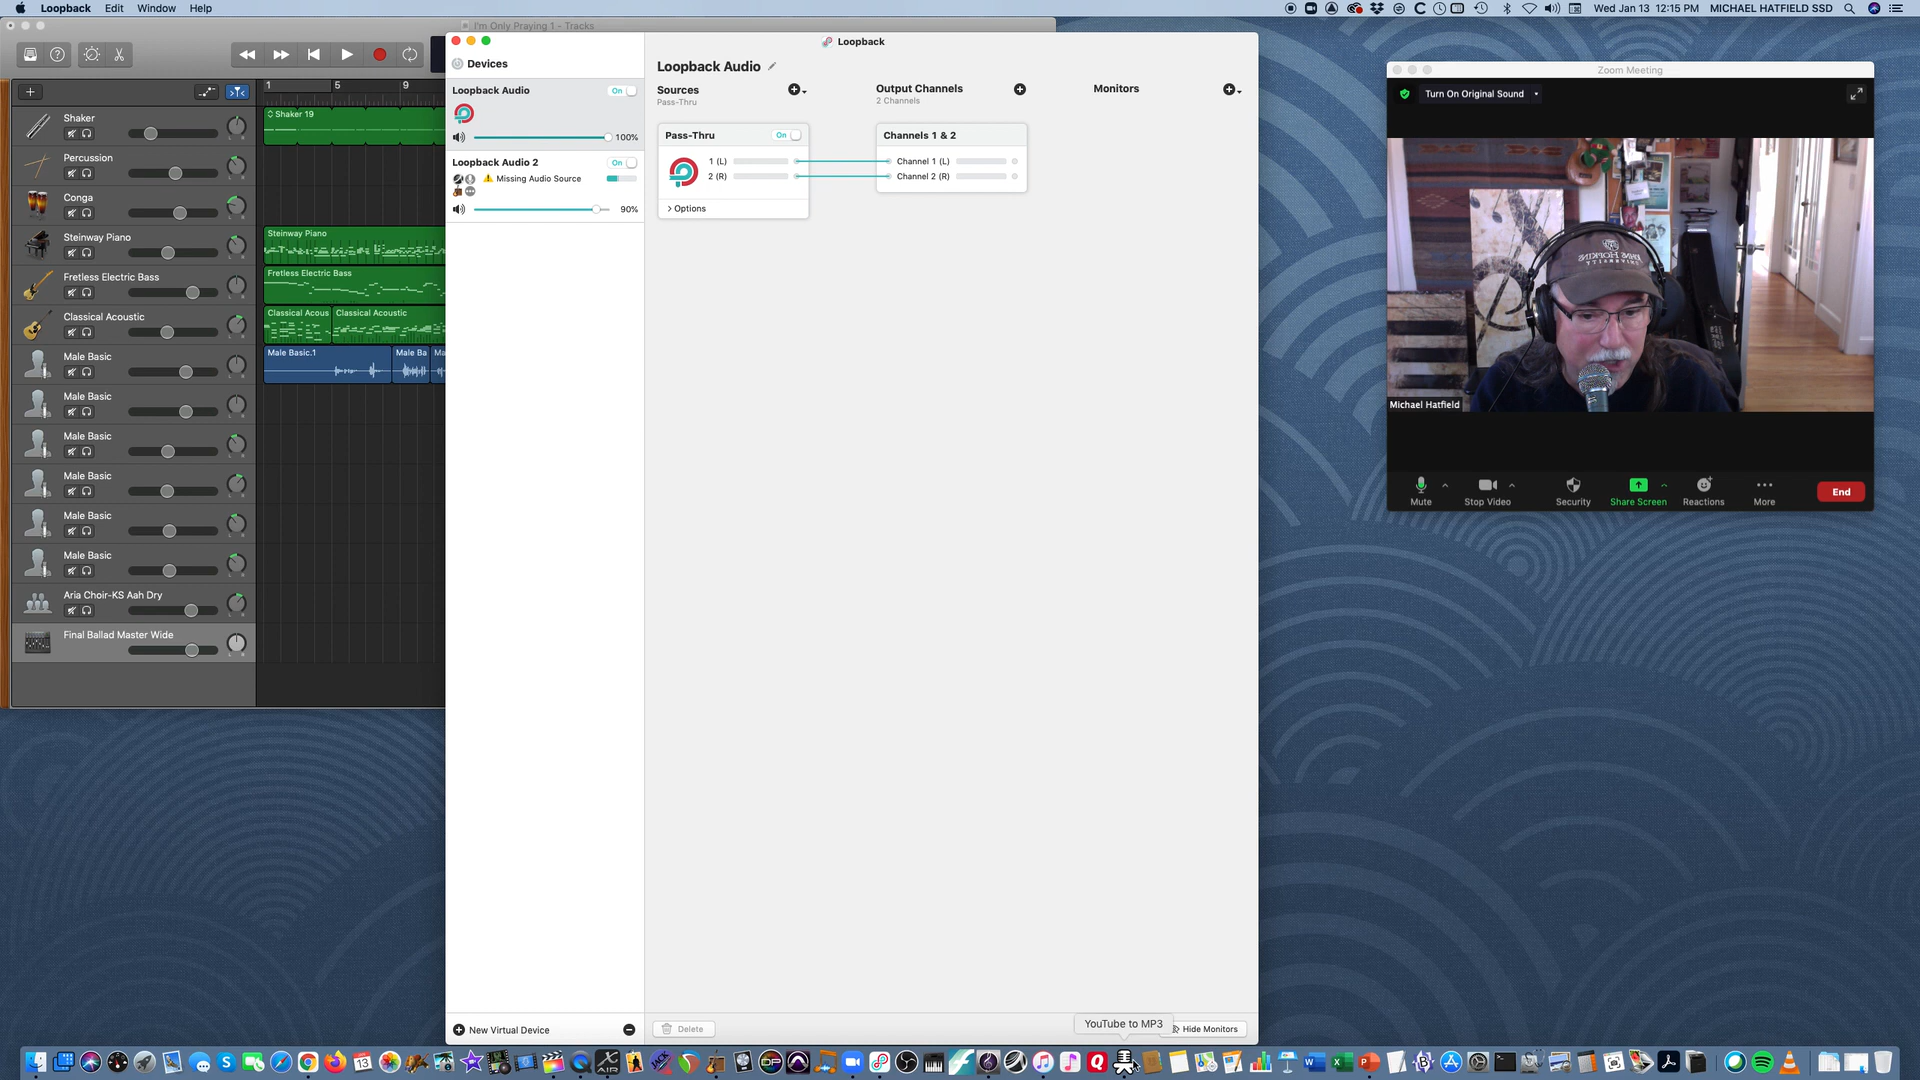 Loopback Edit Window Help
Wed Jan 13 12:15 PM MICHAEL HATFIELD SSD
I'm Only Praying 1 - Tracks
1 5 9
Shaker
Percussion
Conga
Steinway Piano
Fretless Electric Bass
Classical Acoustic
Male Basic
Male Basic
Male Basic
Male Basic
Male Basic
Male Basic
Aria Choir-KS Aah Dry
Final Ballad Master Wide
Shaker 19
Steinway Piano
Fretless Electric Bass
Classical Acous Classical Acoustic
Male Basic.1 Male Ba Ma
Loopback
Devices
Loopback Audio On
100%
Loopback Audio 2 On
Missing Audio Source
90%
New Virtual Device
Loopback Audio
Sources
Pass-Thru
Output Channels
2 Channels
Monitors
Pass-Thru On
1 (L)
2 (R)
Options
Channels 1 & 2
Channel 1 (L)
Channel 2 (R)
Delete
YouTube to MP3
Hide Monitors
Zoom Meeting
Turn On Original Sound
Michael Hatfield
Mute
Stop Video
Security
Share Screen
Reactions
More
End